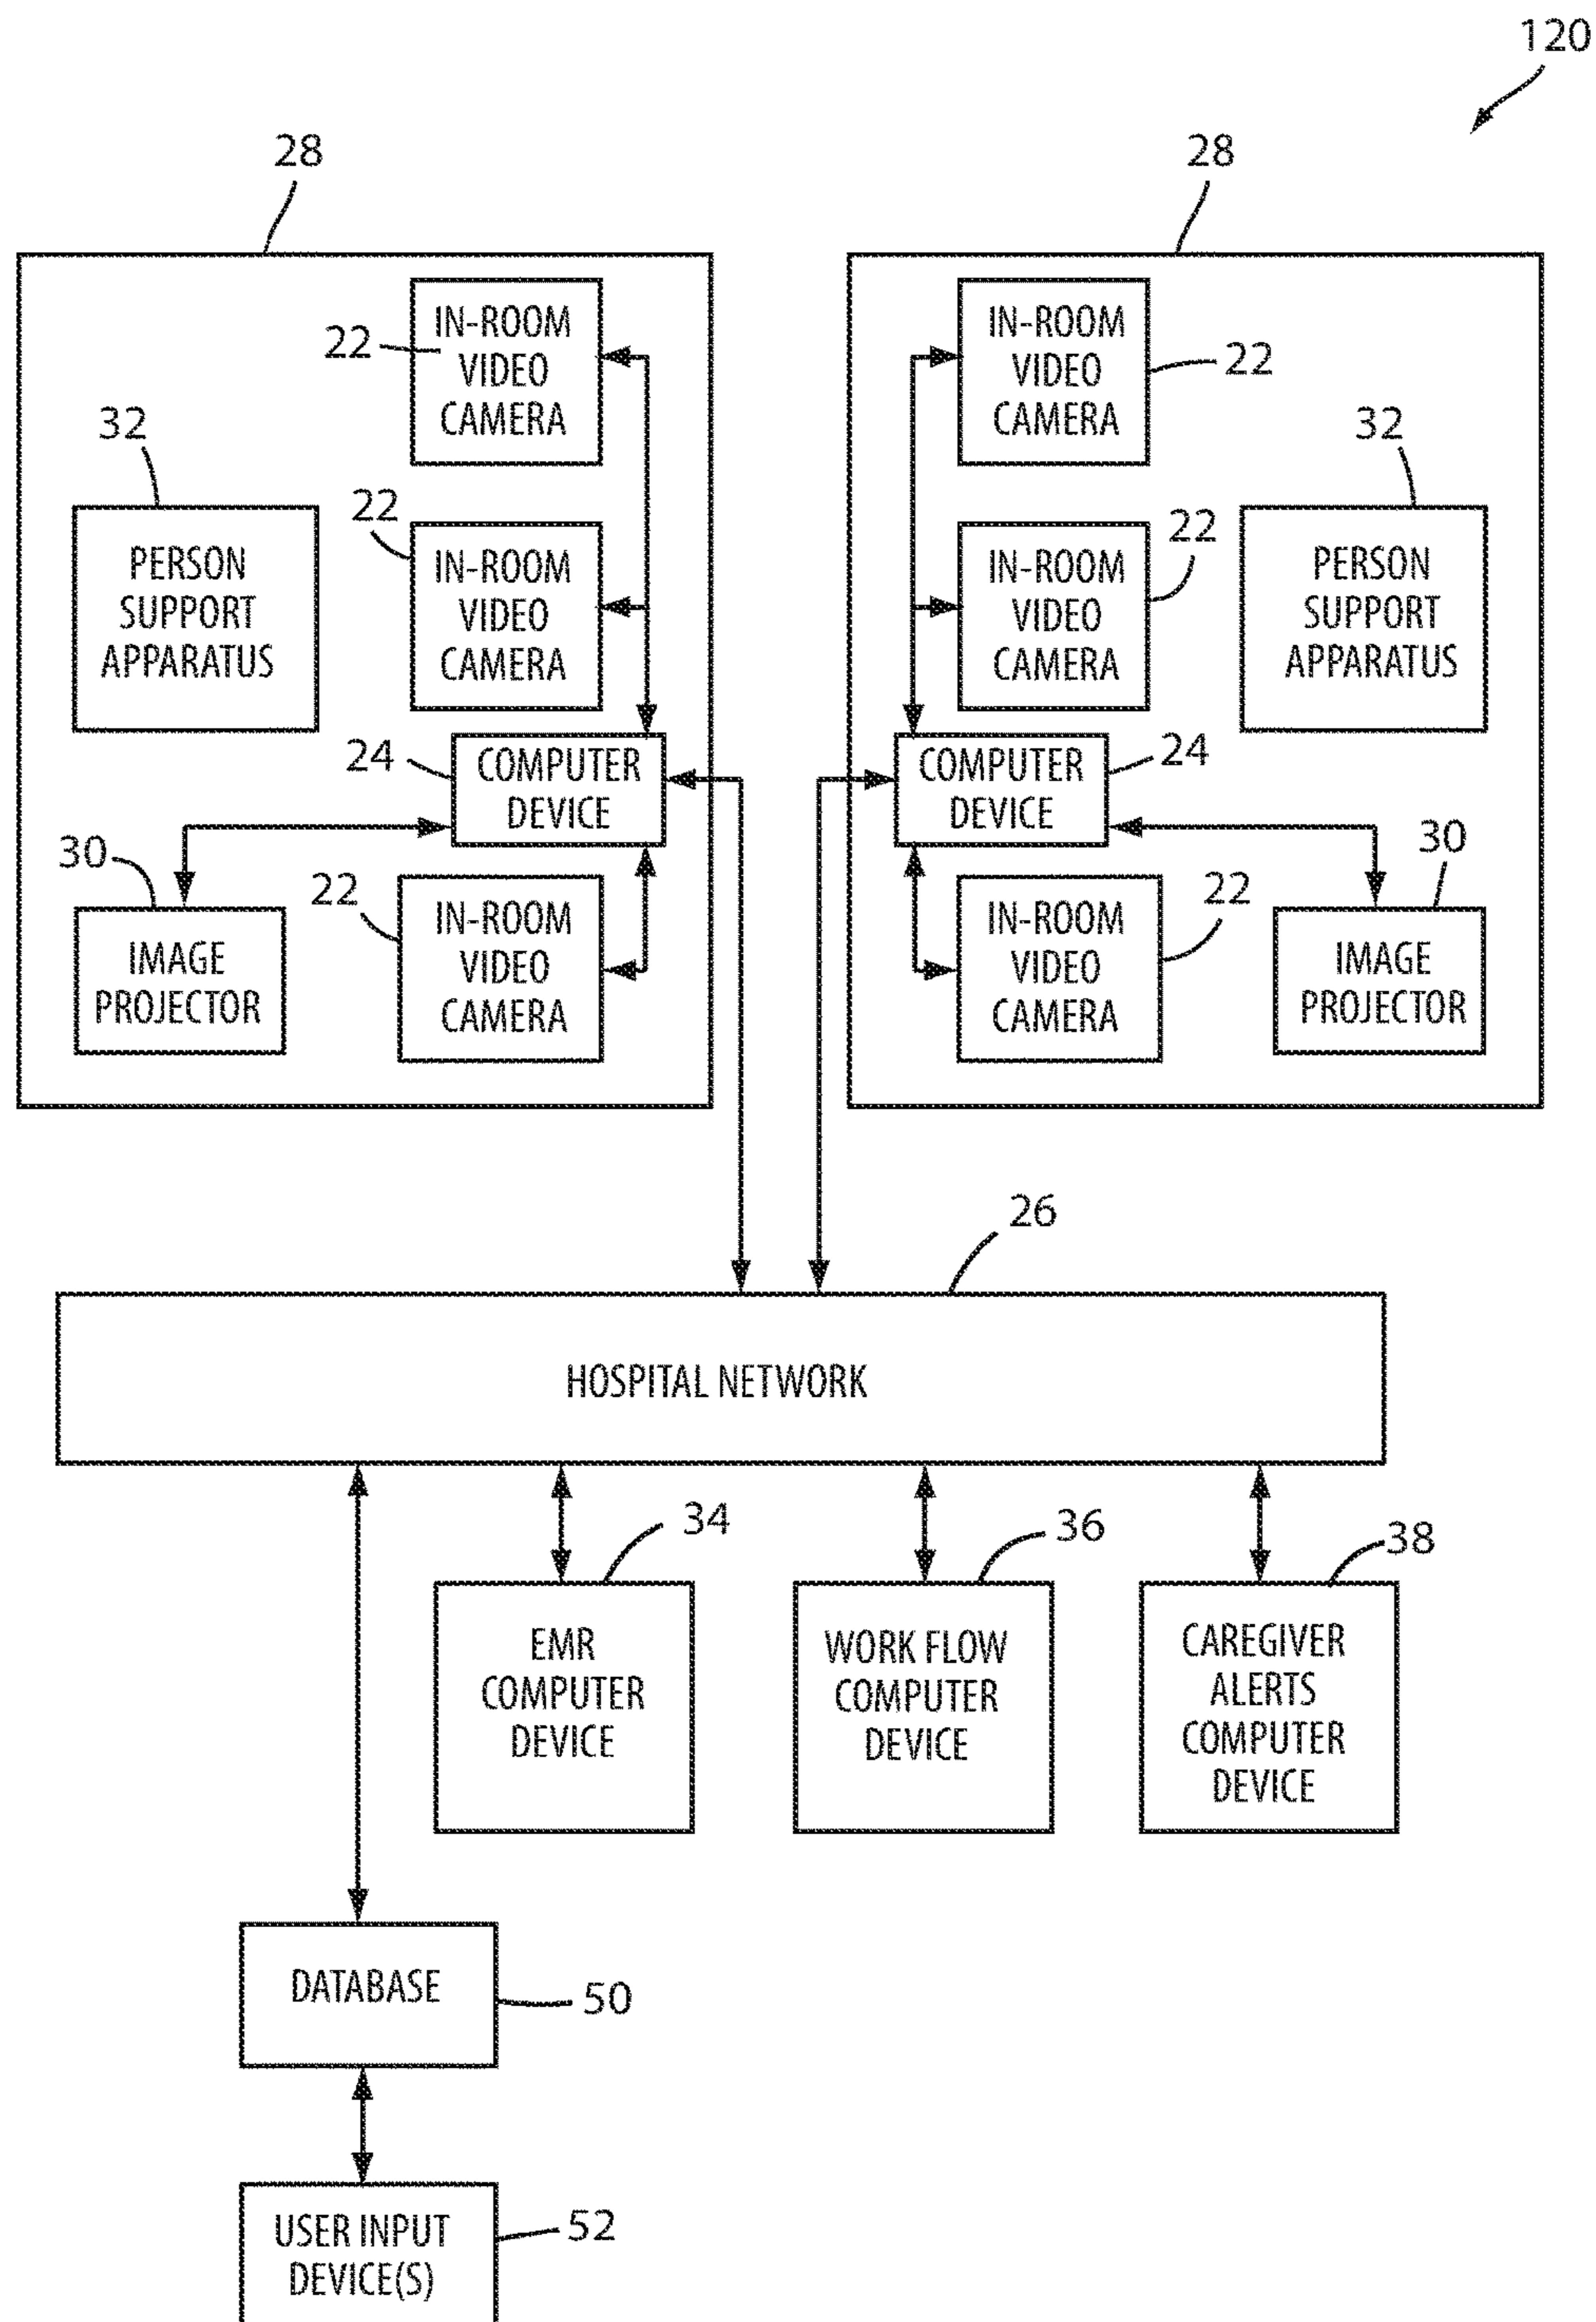 120
28
28
IN-ROOM
VIDEO
CAMERA
22
IN-ROOM
VIDEO
CAMERA
22
32
PERSON
SUPPORT
APPARATUS
22
IN-ROOM
VIDEO
CAMERA
IN-ROOM
VIDEO
CAMERA
22
32
PERSON
SUPPORT
APPARATUS
24
COMPUTER
DEVICE
COMPUTER
DEVICE
24
30
IMAGE
PROJECTOR
22
IN-ROOM
VIDEO
CAMERA
IN-ROOM
VIDEO
CAMERA
22
30
IMAGE
PROJECTOR
26
HOSPITAL NETWORK
34
EMR
COMPUTER
DEVICE
36
WORK FLOW
COMPUTER
DEVICE
38
CAREGIVER
ALERTS
COMPUTER
DEVICE
DATABASE
50
USER INPUT
DEVICE(S)
52